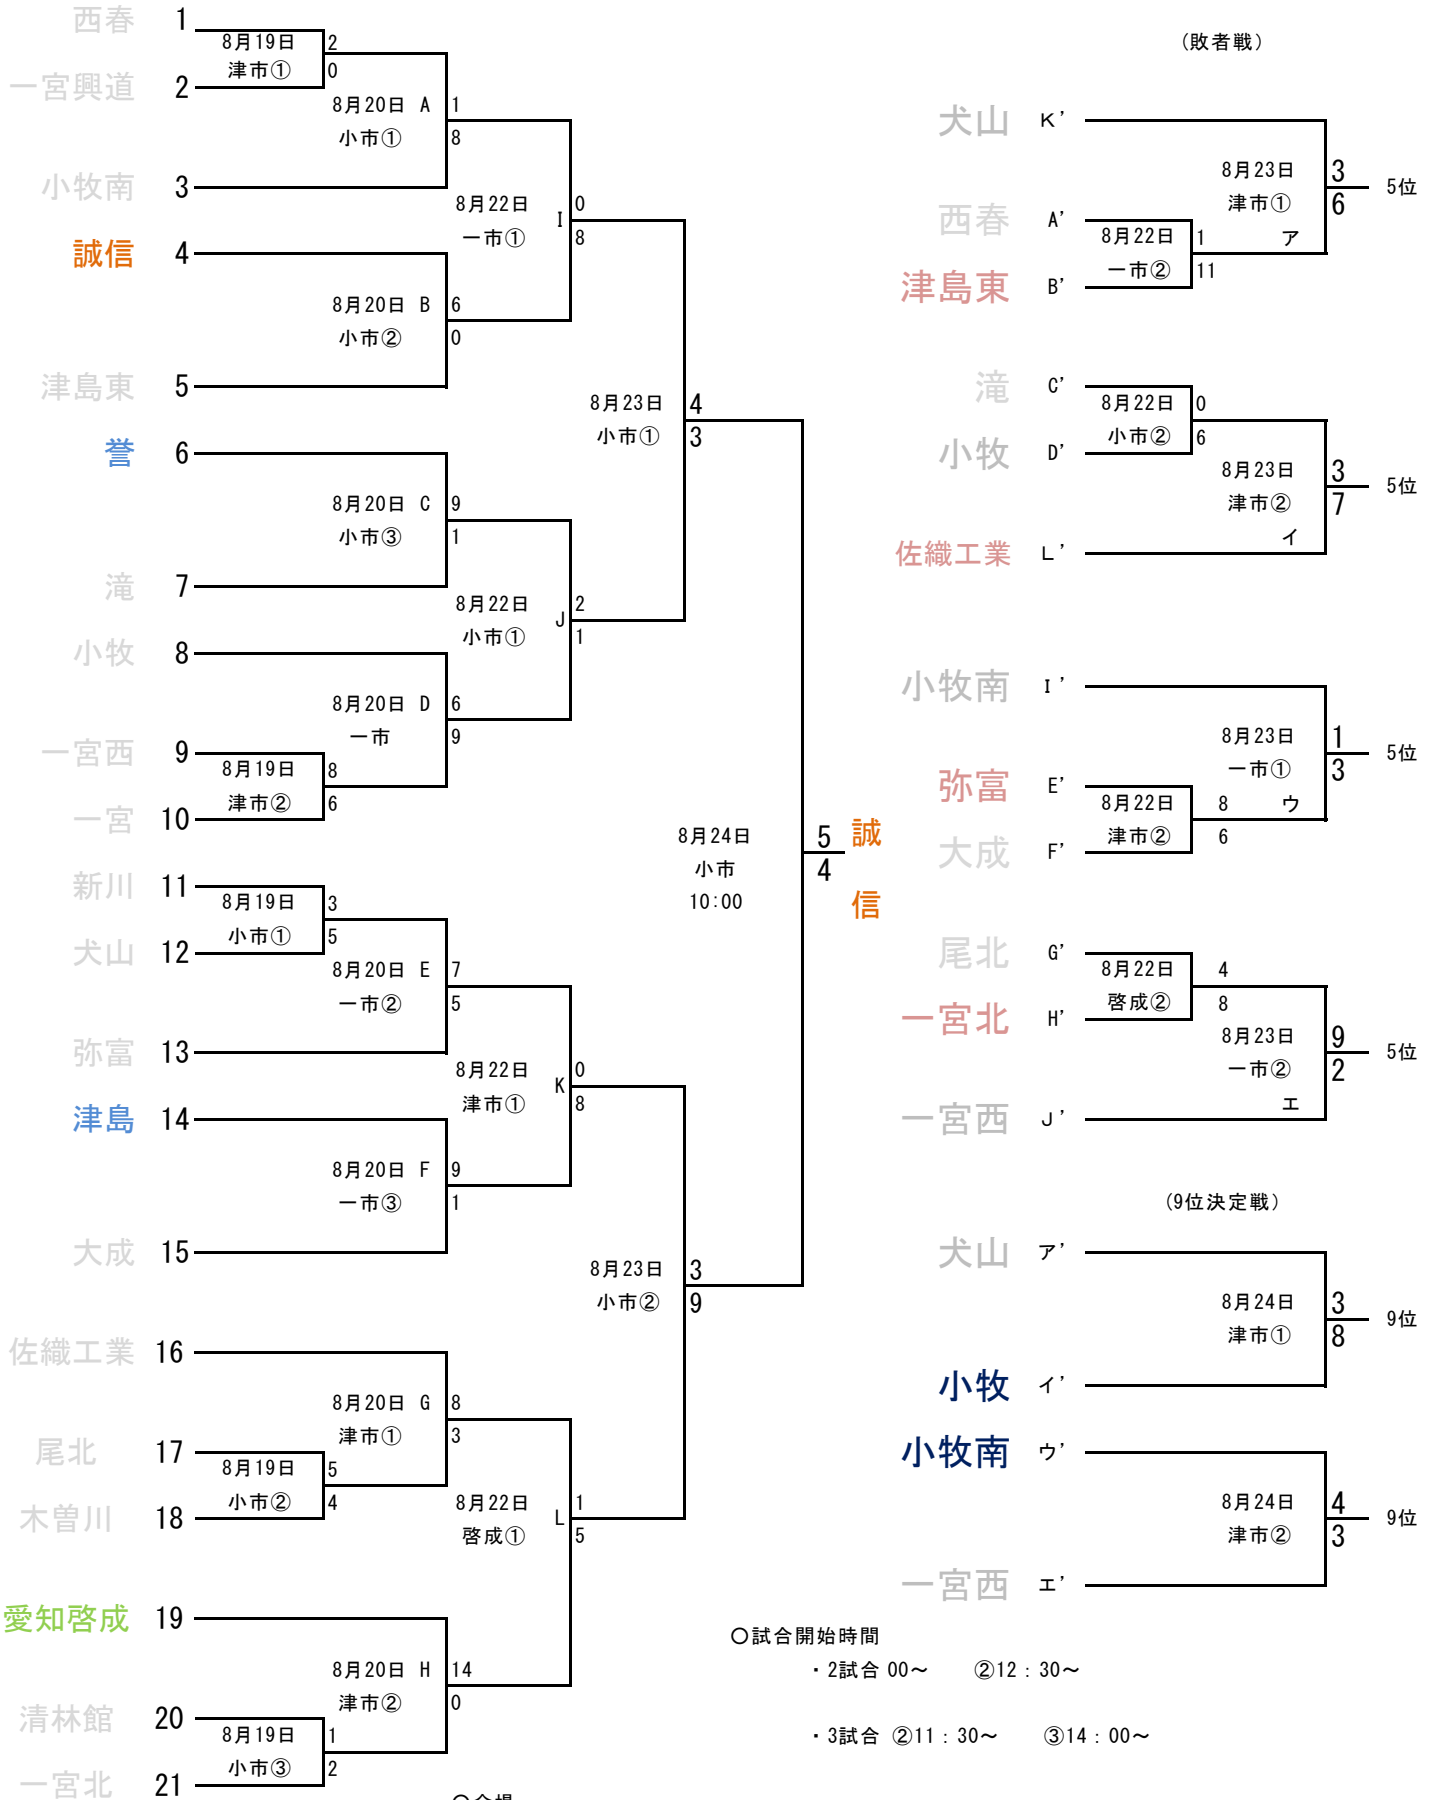 西春 1
8月19日 2
津市① 0
一宮興道 2
8月20日 A 1
小市① 8
小牧南 3
8月22日 I 0
一市① 8
誠信 4
8月20日 B 6
小市② 0
津島東 5
8月23日 4
小市① 3
誉 6
8月20日 C 9
小市③ 1
滝 7
8月22日 J 2
小市① 1
小牧 8
8月20日 D 6
一市 9
一宮西 9
8月19日 8
津市② 6
一宮 10
8月24日 5
小市 4
10:00
誠
信
新川 11
8月19日 3
小市① 5
犬山 12
8月20日 E 7
一市② 5
弥富 13
8月22日 K 0
津市① 8
津島 14
8月20日 F 9
一市③ 1
大成 15
8月23日 3
小市② 9
佐織工業 16
8月20日 G 8
津市① 3
尾北 17
8月19日 5
小市② 4
木曽川 18
8月22日 L 1
啓成① 5
愛知啓成 19
8月20日 H 14
津市② 0
清林館 20
8月19日 1
小市③ 2
一宮北 21
(敗者戦)
犬山 K’
8月23日 3
津市① 6
ア
5位
西春 A’
8月22日 1
一市② 11
津島東 B’
滝 C’
8月22日 0
小市② 6
小牧 D’
8月23日 3
津市② 7
イ
5位
佐織工業 L’
小牧南 I’
8月23日 1
一市① 3
ウ
5位
弥富 E’
8月22日 8
津市② 6
大成 F’
尾北 G’
8月22日 4
啓成② 8
一宮北 H’
8月23日 9
一市② 2
エ
5位
一宮西 J’
(9位決定戦)
犬山 ア’
8月24日 3
津市① 8
9位
小牧 イ’
小牧南 ウ’
8月24日 4
津市② 3
9位
一宮西 エ’
○試合開始時間
・2試合 00～ ②12：30～
・3試合 ②11：30～ ③14：00～